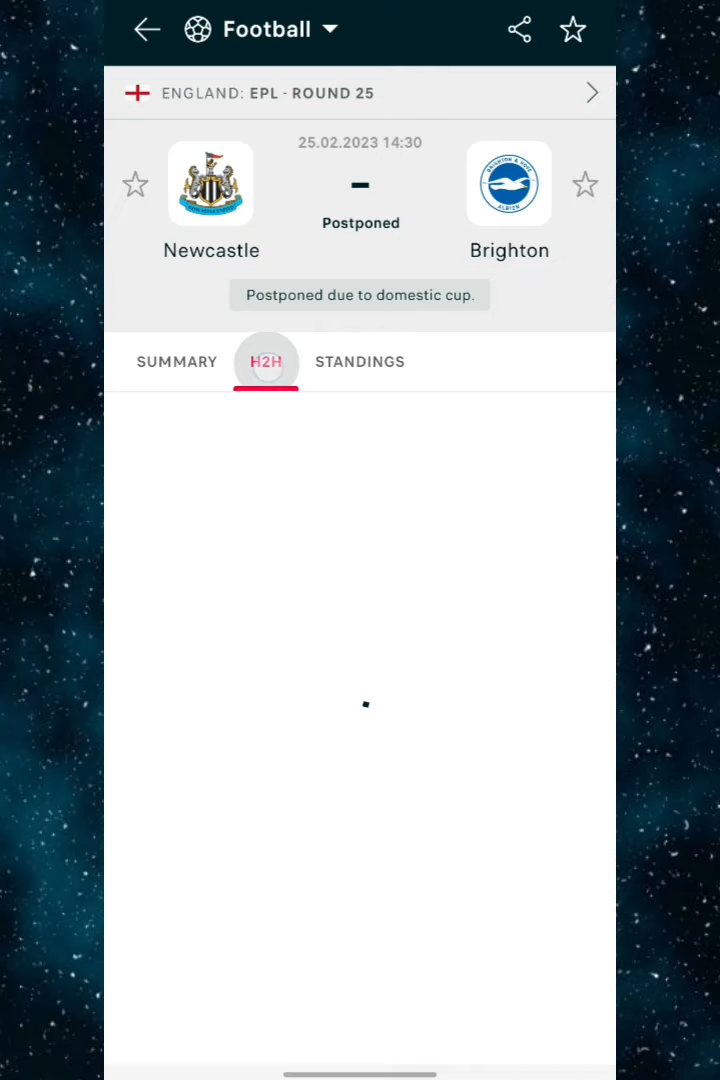 Football
ENGLAND: EPL - ROUND 25
25.02.2023 14:30
-
Postponed
Newcastle
Brighton
Postponed due to domestic cup.
SUMMARY H2H STANDINGS